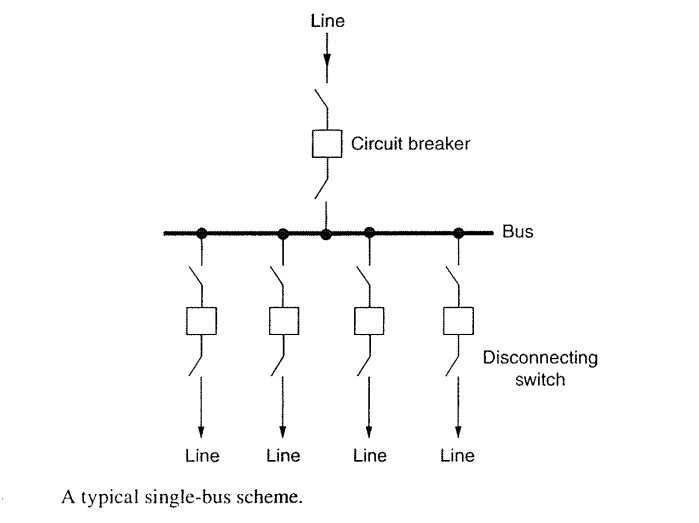 Line
Circuit breaker
Bus
Disconnecting
switch
Line Line Line Line
A typical single-bus scheme.